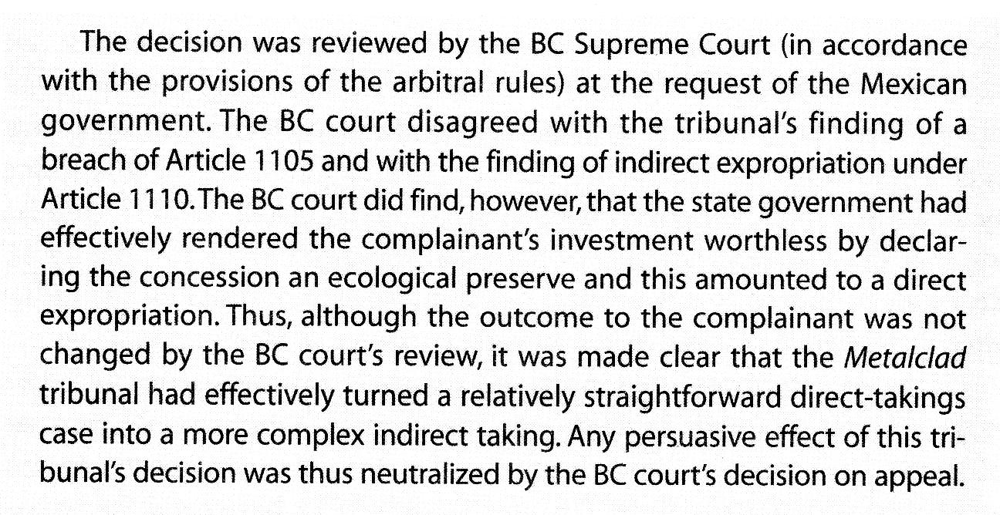 The decision was reviewed by the BC Supreme Court (in accordance
with the provisions of the arbitral rules) at the request of the Mexican
government. The BC court disagreed with the tribunal's finding of a
breach of Article 1105 and with the finding of indirect expropriation under
Article 1110. The BC court did find, however, that the state government had
effectively rendered the complainant's investment worthless by declar-
ing the concession an ecological preserve and this amounted to a direct
expropriation. Thus, although the outcome to the complainant was not
changed by the BC court's review, it was made clear that the Metalclad
tribunal had effectively turned a relatively straightforward direct-takings
case into a more complex indirect taking. Any persuasive effect of this tri-
bunal's decision was thus neutralized by the BC court's decision on appeal.